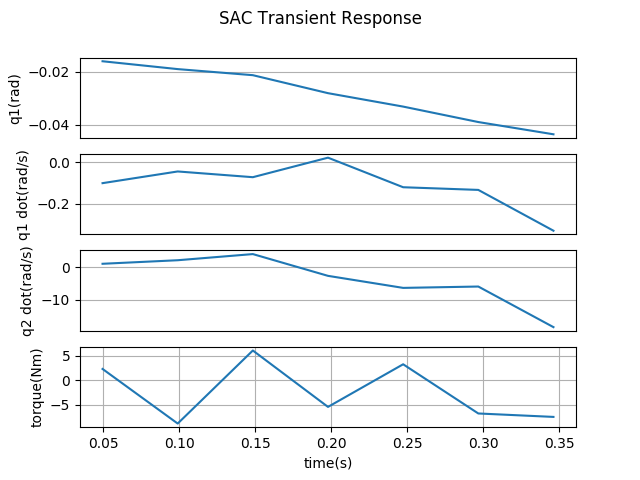 SAC Transient Response
q1(rad)
−0.02
−0.04
q1 dot(rad/s)
0.0
−0.2
q2 dot(rad/s)
0
−10
torque(Nm)
5
0
−5
0.05 0.10 0.15 0.20 0.25 0.30 0.35
time(s)